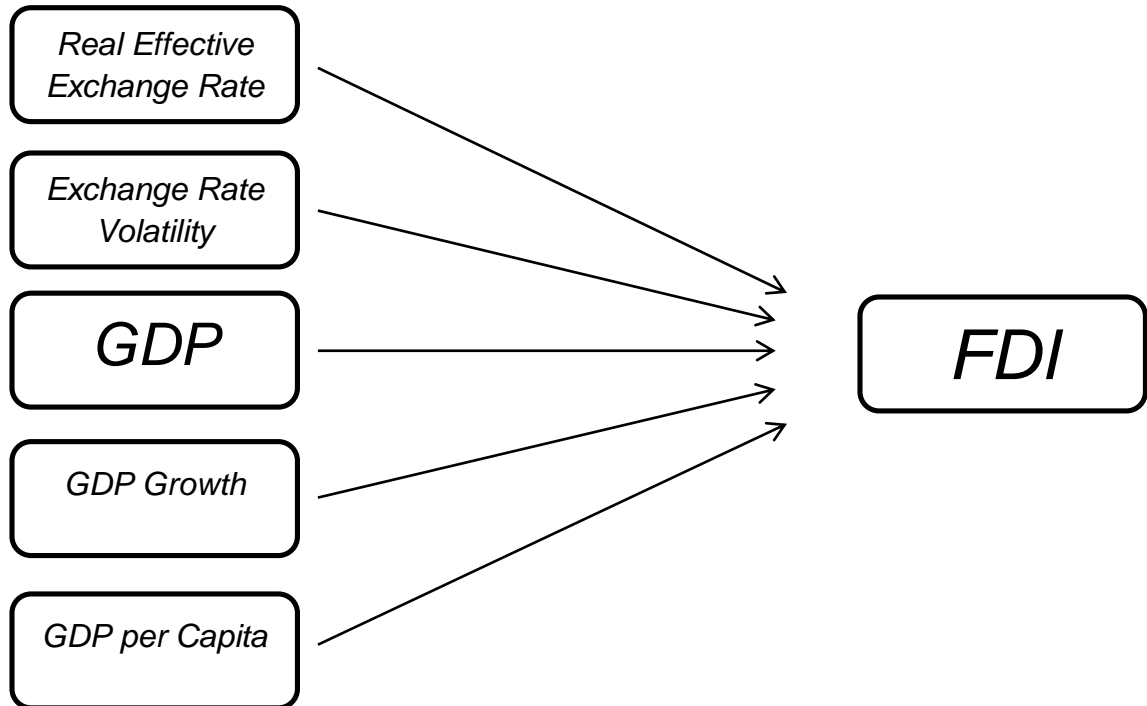 Real Effective
Exchange Rate
Exchange Rate
Volatility
GDP
FDI
GDP Growth
GDP per Capita